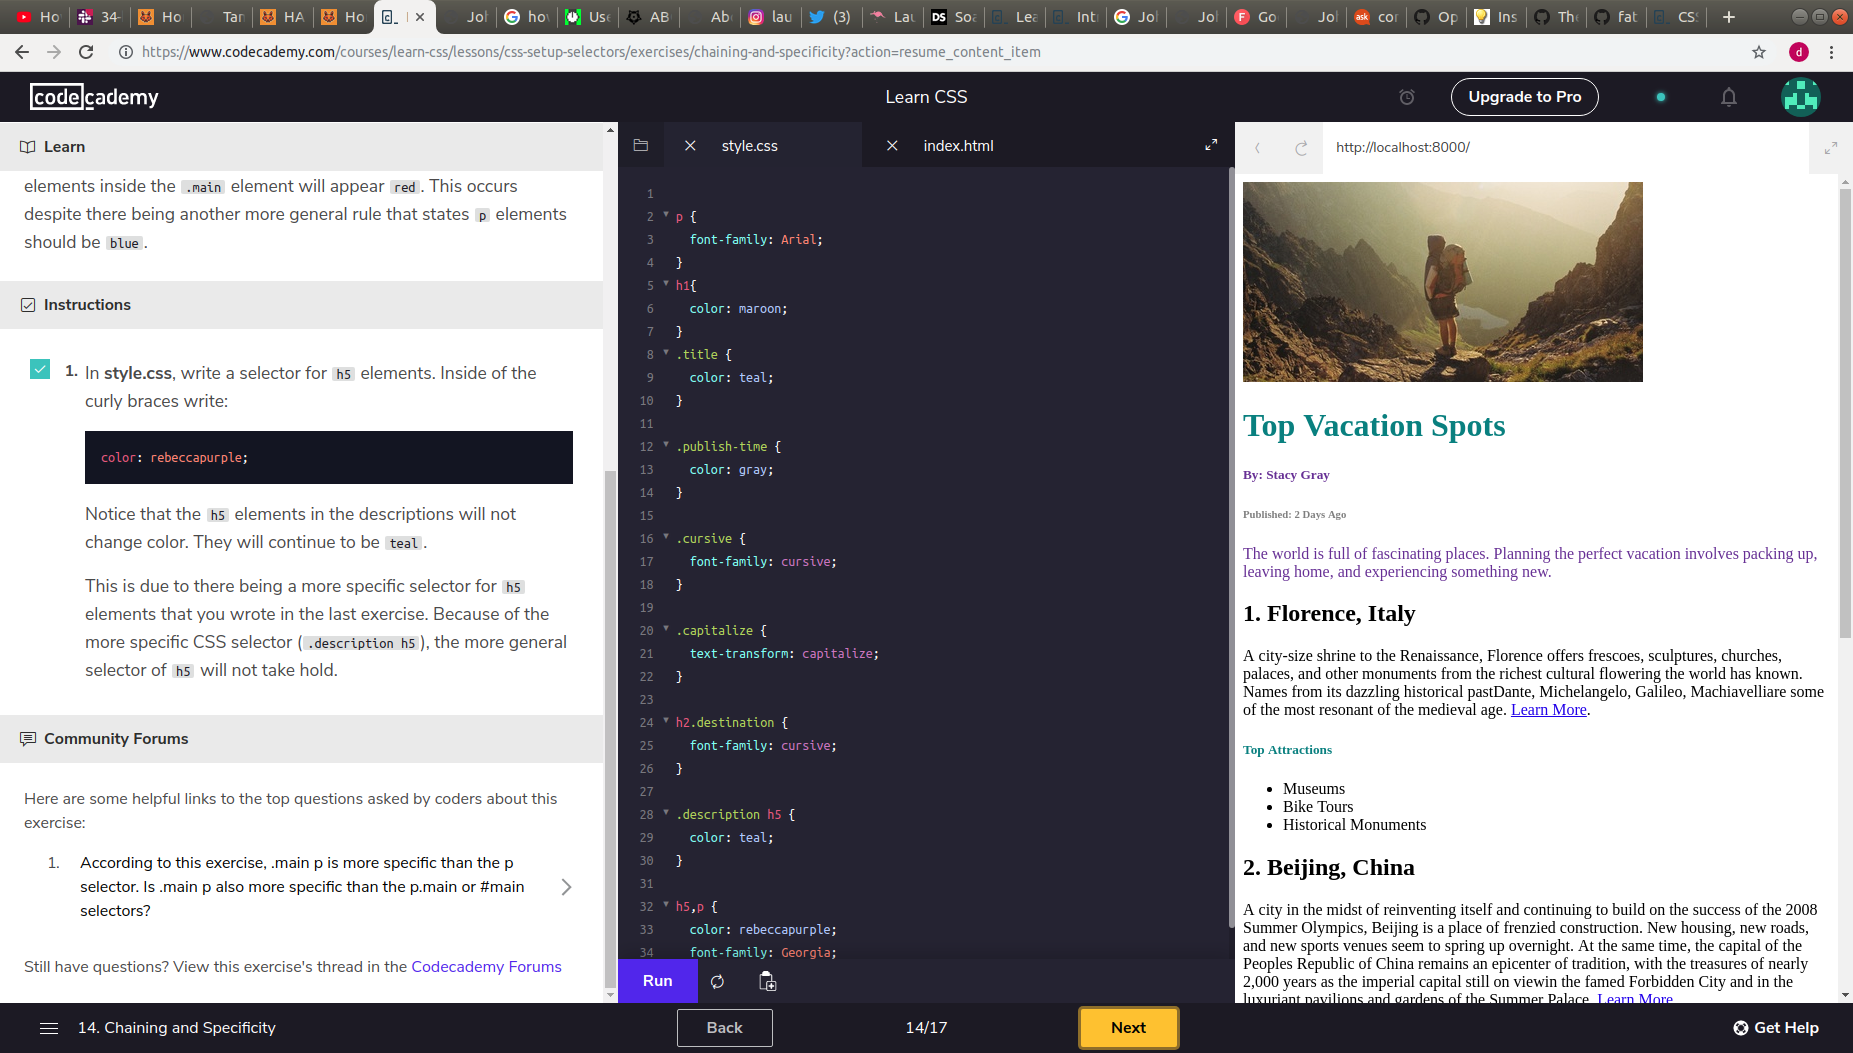 Ho
34-
Ho
Tar
HA
Ho
Joh
how
Use
AB
Abo
lau
(3)
Lau
DS
Soa
Lea
Int
Joh
Joh
Go
Joh
ask
cor
Op
Ins
The
fat
CSS
https://www.codecademy.com/courses/learn-css/lessons/css-setup-selectors/exercises/chaining-and-specificity?action=resume_content_item
d
codecademy
Learn CSS
Upgrade to Pro
Learn
elements inside the .main element will appear red. This occurs
despite there being another more general rule that states p elements
should be blue.
Instructions
1. In style.css, write a selector for h5 elements. Inside of the
curly braces write:
color: rebeccapurple;
Notice that the h5 elements in the descriptions will not
change color. They will continue to be teal.
This is due to there being a more specific selector for h5
elements that you wrote in the last exercise. Because of the
more specific CSS selector (.description h5), the more general
selector of h5 will not take hold.
Community Forums
Here are some helpful links to the top questions asked by coders about this
exercise:
1. According to this exercise, .main p is more specific than the p
selector. Is .main p also more specific than the p.main or #main
selectors?
Still have questions? View this exercise's thread in the Codecademy Forums
style.css
index.html
1
2 p {
3 font-family: Arial;
4 }
5 h1{
6 color: maroon;
7 }
8 .title {
9 color: teal;
10 }
11
12 .publish-time {
13 color: gray;
14 }
15
16 .cursive {
17 font-family: cursive;
18 }
19
20 .capitalize {
21 text-transform: capitalize;
22 }
23
24 h2.destination {
25 font-family: cursive;
26 }
27
28 .description h5 {
29 color: teal;
30 }
31
32 h5,p {
33 color: rebeccapurple;
34 font-family: Georgia;
Run
http://localhost:8000/
Top Vacation Spots
By: Stacy Gray
Published: 2 Days Ago
The world is full of fascinating places. Planning the perfect vacation involves packing up,
leaving home, and experiencing something new.
1. Florence, Italy
A city-size shrine to the Renaissance, Florence offers frescoes, sculptures, churches,
palaces, and other monuments from the richest cultural flowering the world has known.
Names from its dazzling historical pastDante, Michelangelo, Galileo, Machiavelliare some
of the most resonant of the medieval age. Learn More.
Top Attractions
Museums
Bike Tours
Historical Monuments
2. Beijing, China
A city in the midst of reinventing itself and continuing to build on the success of the 2008
Summer Olympics, Beijing is a place of frenzied construction. New housing, new roads,
and new sports venues seem to spring up overnight. At the same time, the capital of the
Peoples Republic of China remains an epicenter of tradition, with the treasures of nearly
2,000 years as the imperial capital still on viewin the famed Forbidden City and in the
luxuriant pavilions and gardens of the Summer Palace. Learn More
14. Chaining and Specificity
Back
14/17
Next
Get Help